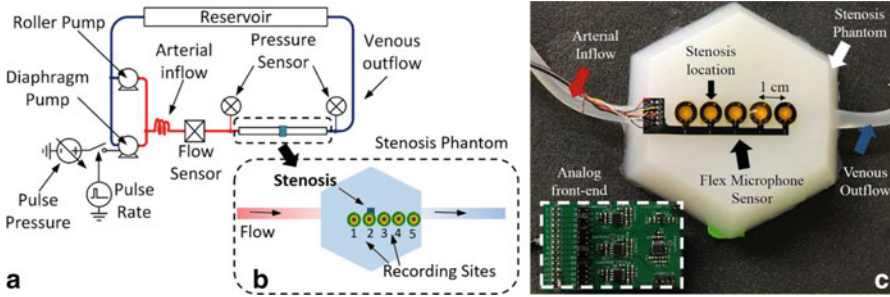 Roller Pump
Reservoir
Arterial
inflow
Pressure
Sensor
Venous
outflow
Diaphragm
Pump
Flow
Sensor
Pulse
Pressure
Pulse
Rate
a
Stenosis Phantom
Stenosis
Flow
1 2 3 4 5
Recording Sites
b
Arterial
Inflow
Stenosis
location
Stenosis
Phantom
1 cm
Analog
front-end
Flex Microphone
Sensor
Venous
Outflow
c